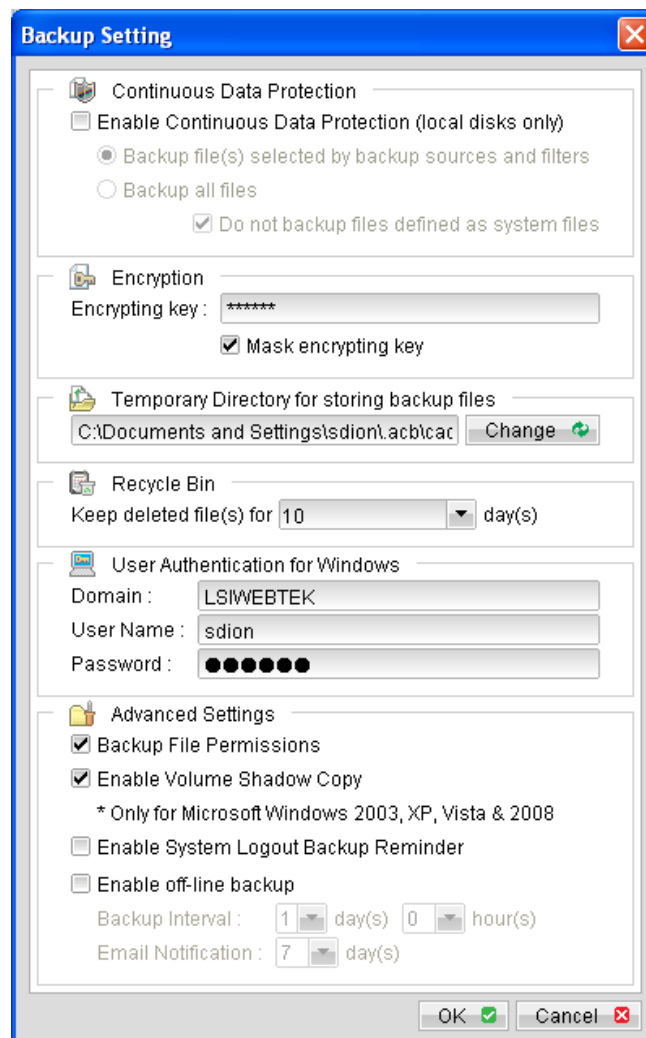 Backup Setting
Continuous Data Protection
Enable Continuous Data Protection (local disks only)
Backup file(s) selected by backup sources and filters
Backup all files
Do not backup files defined as system files
Encryption
Encrypting key : ******
Mask encrypting key
Temporary Directory for storing backup files
C:\Documents and Settings\sdion\.acb\cac Change
Recycle Bin
Keep deleted file(s) for 10 day(s)
User Authentication for Windows
Domain : LSIWEBTEK
User Name : sdion
Password : ●●●●●●
Advanced Settings
Backup File Permissions
Enable Volume Shadow Copy
* Only for Microsoft Windows 2003, XP, Vista & 2008
Enable System Logout Backup Reminder
Enable off-line backup
Backup Interval : 1 day(s) 0 hour(s)
Email Notification : 7 day(s)
OK Cancel